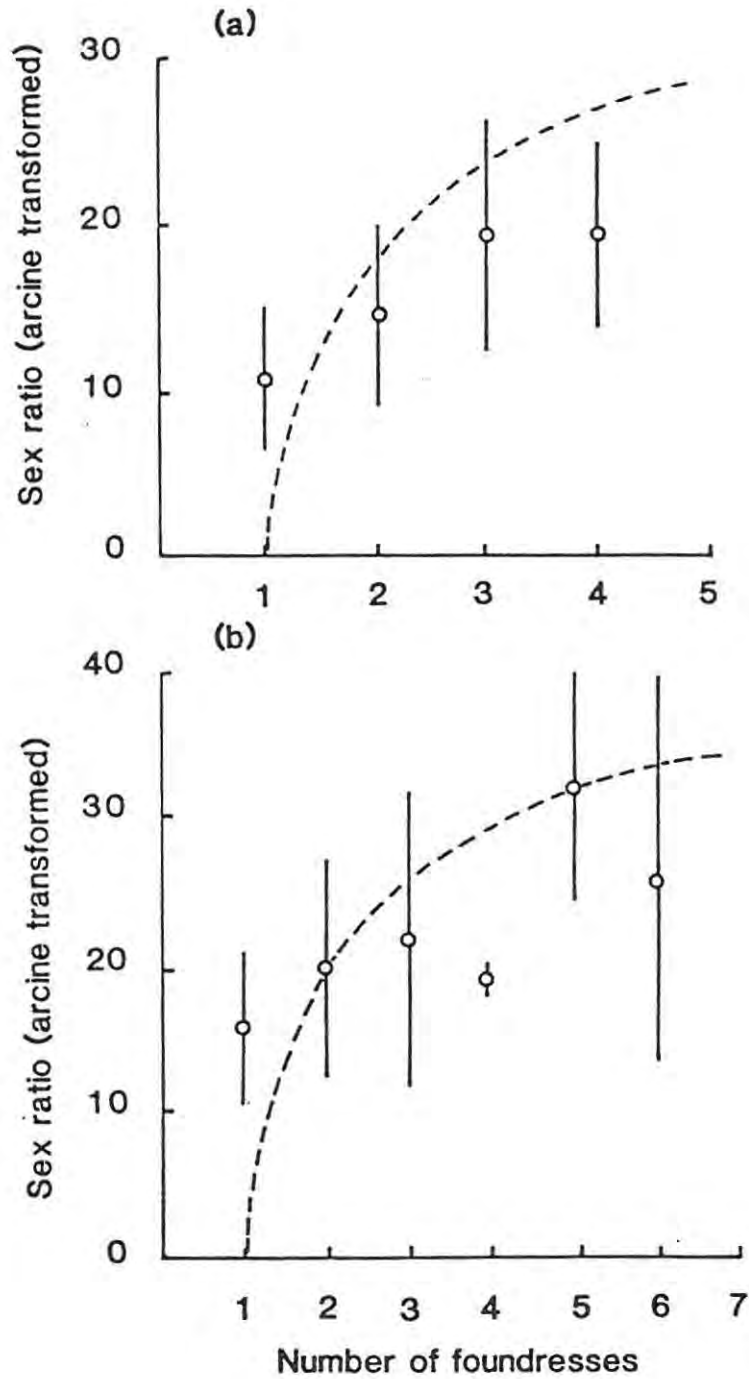 (a)
Sex ratio (arcine transformed)
30
20
10
0
1 2 3 4 5
(b)
Sex ratio (arcine transformed)
40
30
20
10
0
1 2 3 4 5 6 7
Number of foundresses